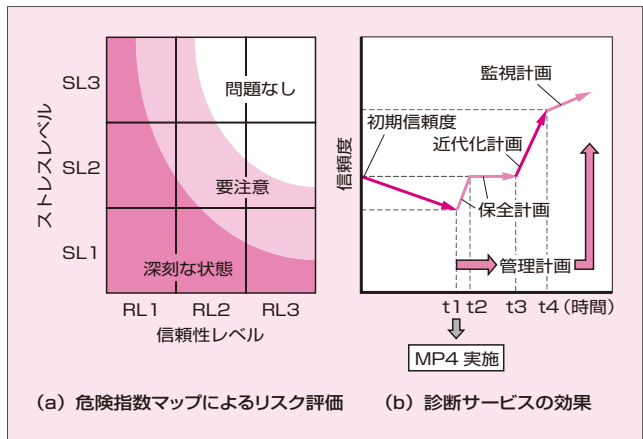 ストレスレベル
SL3
SL2
SL1
問題なし
要注意
深刻な状態
RL1 RL2 RL3
信頼性レベル
(a) 危険指数マップによるリスク評価
信頼度
初期信頼度
監視計画
近代化計画
保全計画
管理計画
t1 t2 t3 t4 (時間)
MP4 実施
(b) 診断サービスの効果